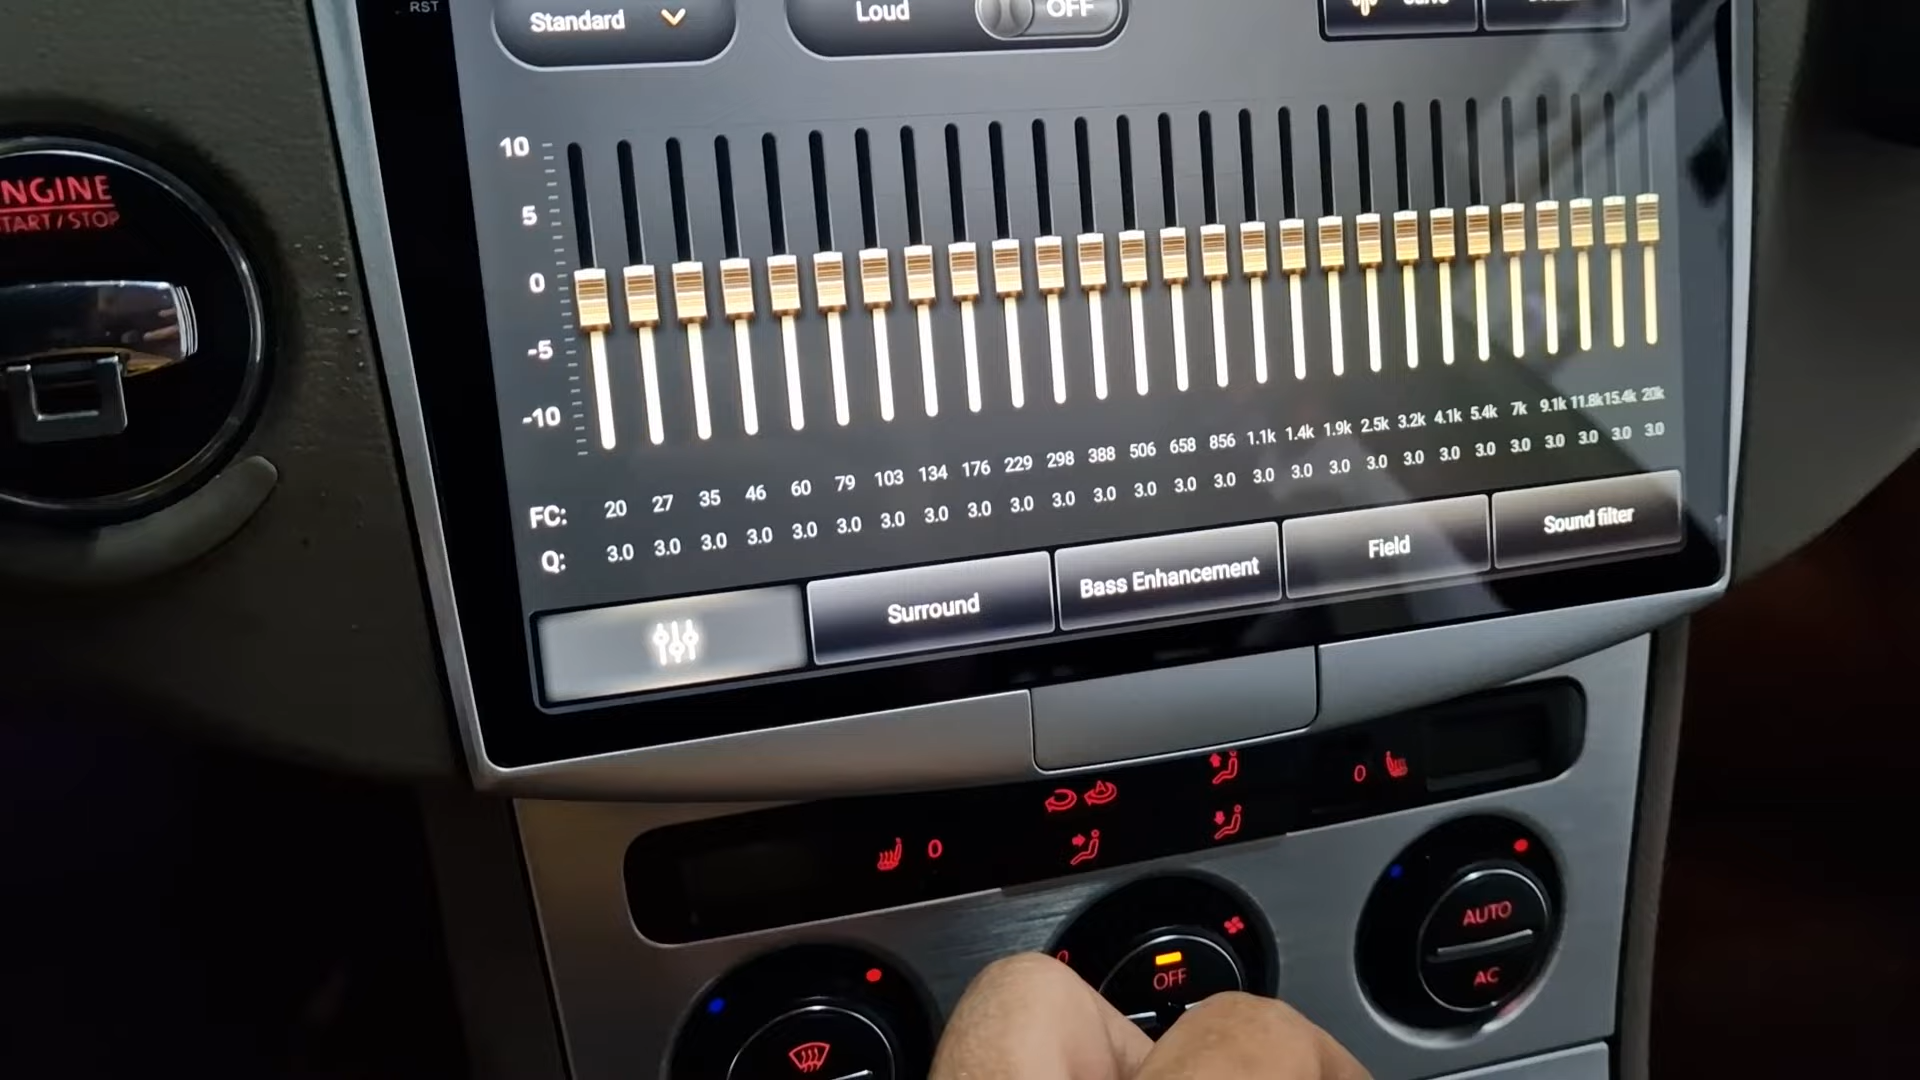 RST
Standard
Loud
OFF
ENGINE
START/STOP
10
5
0
-5
-10
FC: 20 27 35 46 60 79 103 134 176 229 298 388 506 658 856 1.1k 1.4k 1.9k 2.5k 3.2k 4.1k 5.4k 7k 9.1k 11.8k 15.4k 20k
Q: 3.0 3.0 3.0 3.0 3.0 3.0 3.0 3.0 3.0 3.0 3.0 3.0 3.0 3.0 3.0 3.0 3.0 3.0 3.0 3.0 3.0 3.0 3.0 3.0 3.0 3.0 3.0
Surround
Bass Enhancement
Field
Sound filter
0
0
AUTO
AC
0
OFF